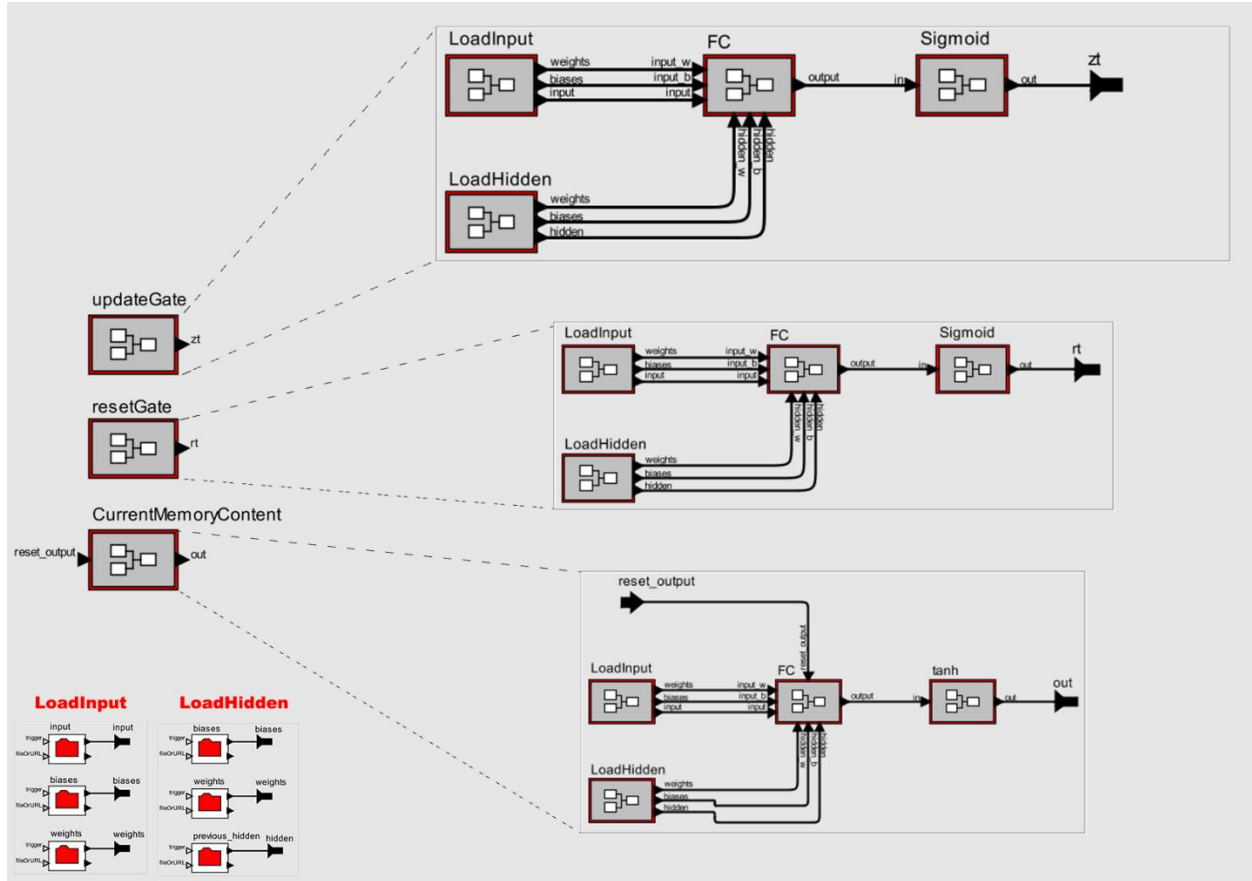 LoadInput
FC
Sigmoid
zt
weights
input_w
biases
input_b
output
in
out
input
input
hidden_w
hidden_b
hidden
LoadHidden
weights
biases
hidden
updateGate
zt
LoadInput
FC
Sigmoid
rt
weights
input_w
biases
input_b
output
in
out
input
input
resetGate
rt
hidden_w
hidden_b
hidden
LoadHidden
weights
biases
hidden
CurrentMemoryContent
reset_output
out
reset_output
reset_output
LoadInput
FC
tanh
out
weights
input_w
biases
input_b
output
in
out
input
input
hidden_w
hidden_b
hidden
LoadHidden
weights
biases
hidden
LoadInput
input
input
trigger
fileOrURL
biases
biases
trigger
fileOrURL
weights
weights
trigger
fileOrURL
LoadHidden
biases
biases
trigger
fileOrURL
weights
weights
trigger
fileOrURL
previous_hidden
hidden
trigger
fileOrURL